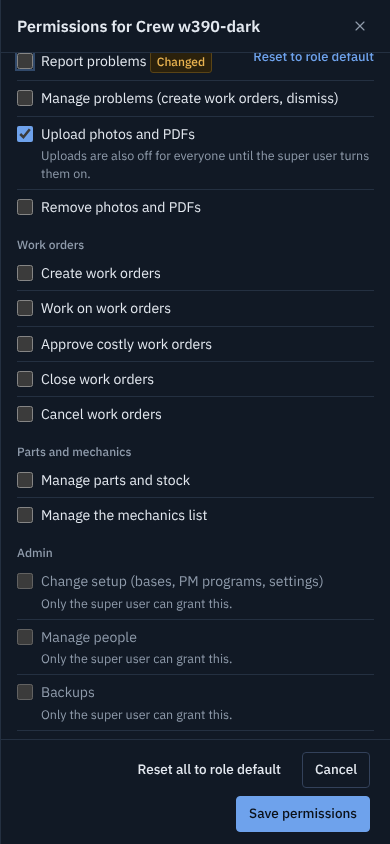 Permissions for Crew w390-dark
Report problems Changed Reset to role default
Manage problems (create work orders, dismiss)
Upload photos and PDFs
Uploads are also off for everyone until the super user turns
them on.
Remove photos and PDFs
Work orders
Create work orders
Work on work orders
Approve costly work orders
Close work orders
Cancel work orders
Parts and mechanics
Manage parts and stock
Manage the mechanics list
Admin
Change setup (bases, PM programs, settings)
Only the super user can grant this.
Manage people
Only the super user can grant this.
Backups
Only the super user can grant this.
Reset all to role default Cancel
Save permissions